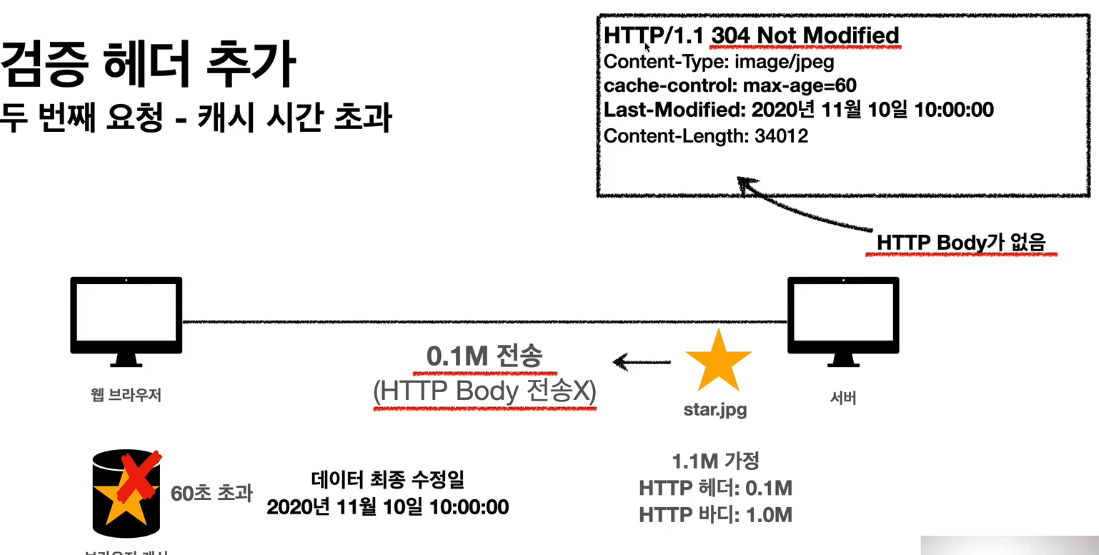 검증 헤더 추가
두 번째 요청 - 캐시 시간 초과
HTTP/1.1 304 Not Modified
Content-Type: image/jpeg
cache-control: max-age=60
Last-Modified: 2020년 11월 10일 10:00:00
Content-Length: 34012
HTTP Body가 없음
0.1M 전송
(HTTP Body 전송X)
star.jpg
웹 브라우저
서버
60초 초과
데이터 최종 수정일
2020년 11월 10일 10:00:00
1.1M 가정
HTTP 헤더: 0.1M
HTTP 바디: 1.0M